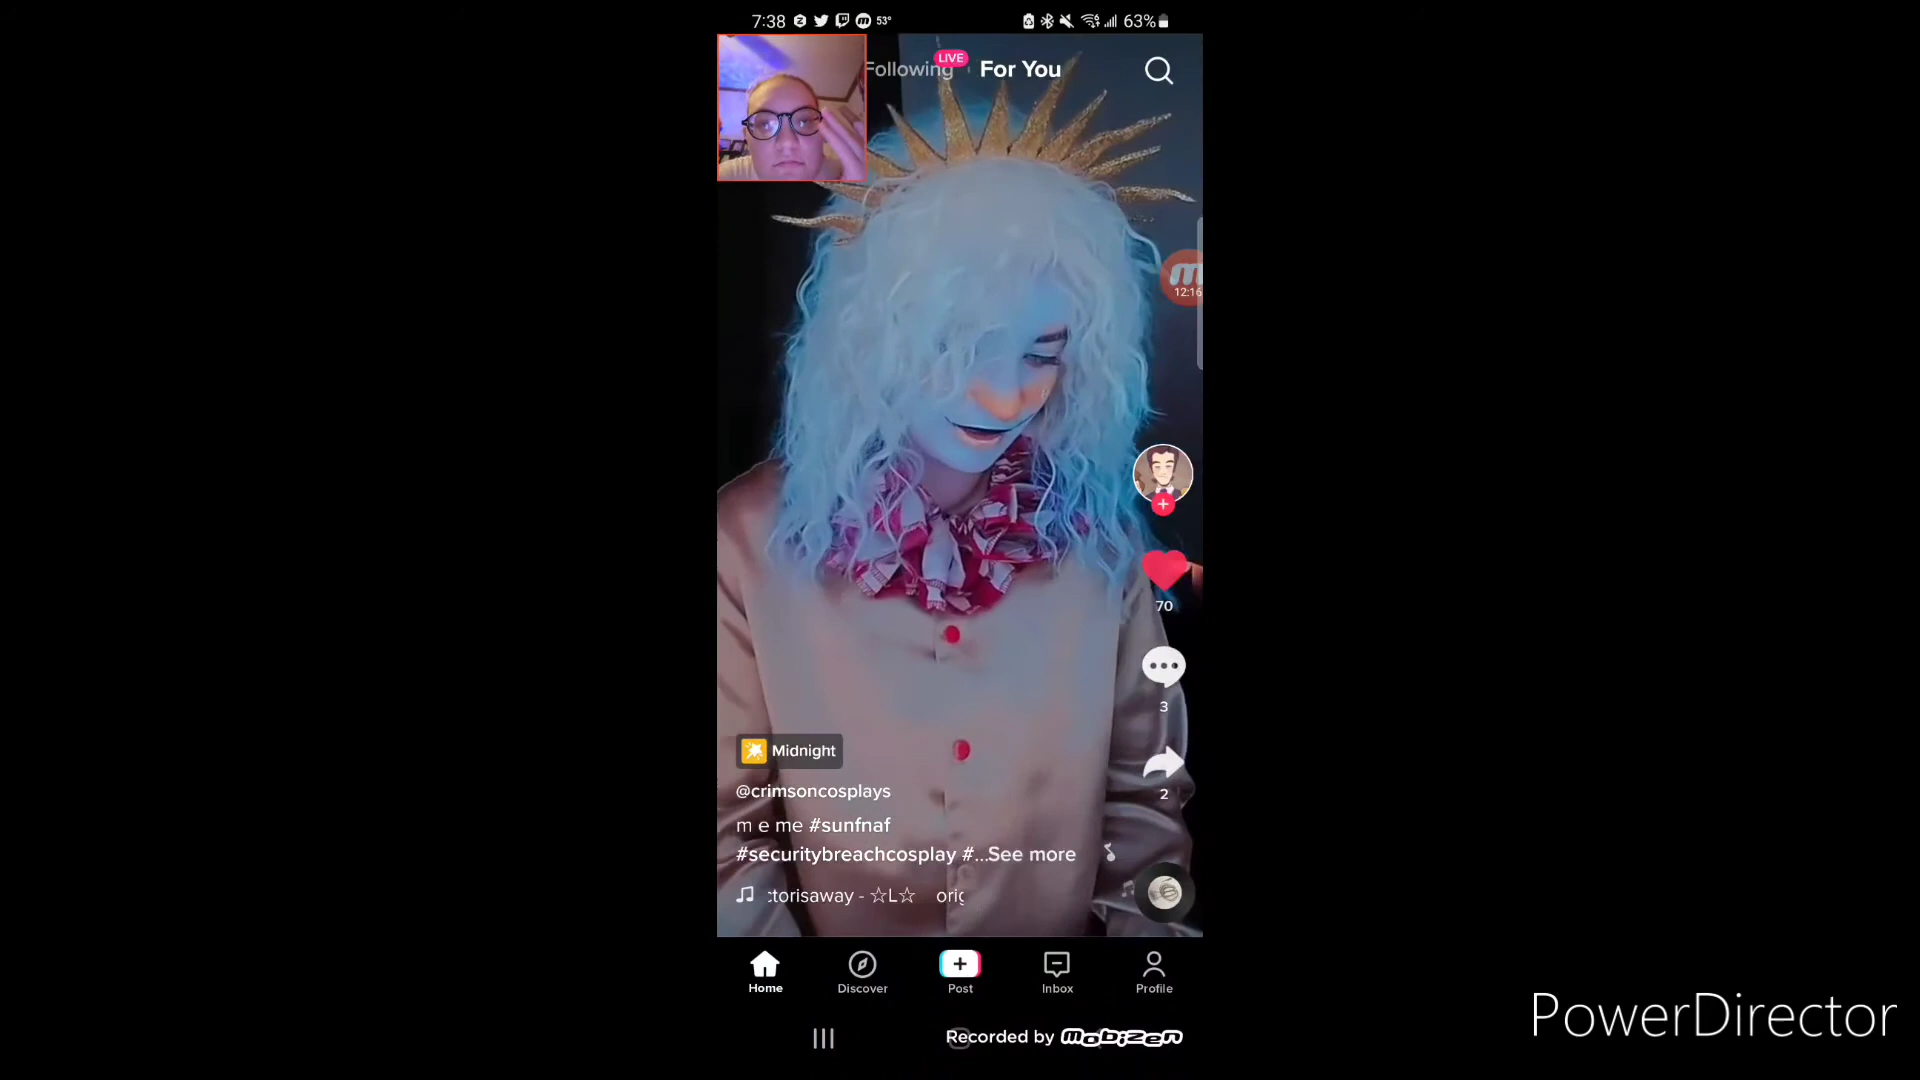 7:38 53° 63%
Following LIVE For You
12:16
70
3
Midnight
2
@crimsoncosplays
m e me #sunfnaf
#securitybreachcosplay #...See more
torisaway - ☆L☆ orig
Home Discover Post Inbox Profile
Recorded by mobizen
PowerDirector